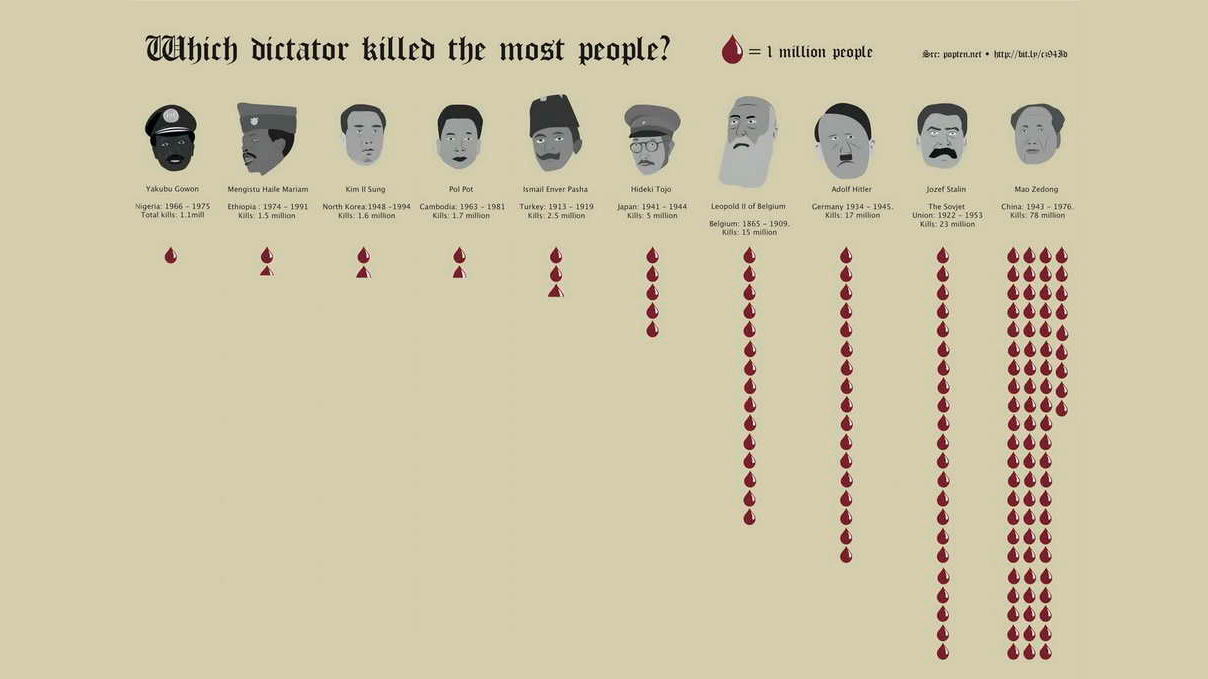 Which dictator killed the most people?
= 1 million people
Src: popten.net • http://bit.ly/cz943b
Yakubu Gowon
Nigeria: 1966 - 1975
Total kills: 1.1mill
Mengistu Haile Mariam
Ethiopia : 1974 - 1991
Kills: 1.5 million
Kim Il Sung
North Korea:1948 -1994
Kills: 1.6 million
Pol Pot
Cambodia: 1963 - 1981
Kills: 1.7 million
Ismail Enver Pasha
Turkey: 1913 - 1919
Kills: 2.5 million
Hideki Tojo
Japan: 1941 - 1944
Kills: 5 million
Leopold II of Belgium
Belgium: 1865 - 1909.
Kills: 15 million
Adolf Hitler
Germany 1934 - 1945.
Kills: 17 million
Jozef Stalin
The Sovjet
Union: 1922 - 1953
Kills: 23 million
Mao Zedong
China: 1943 - 1976.
Kills: 78 million